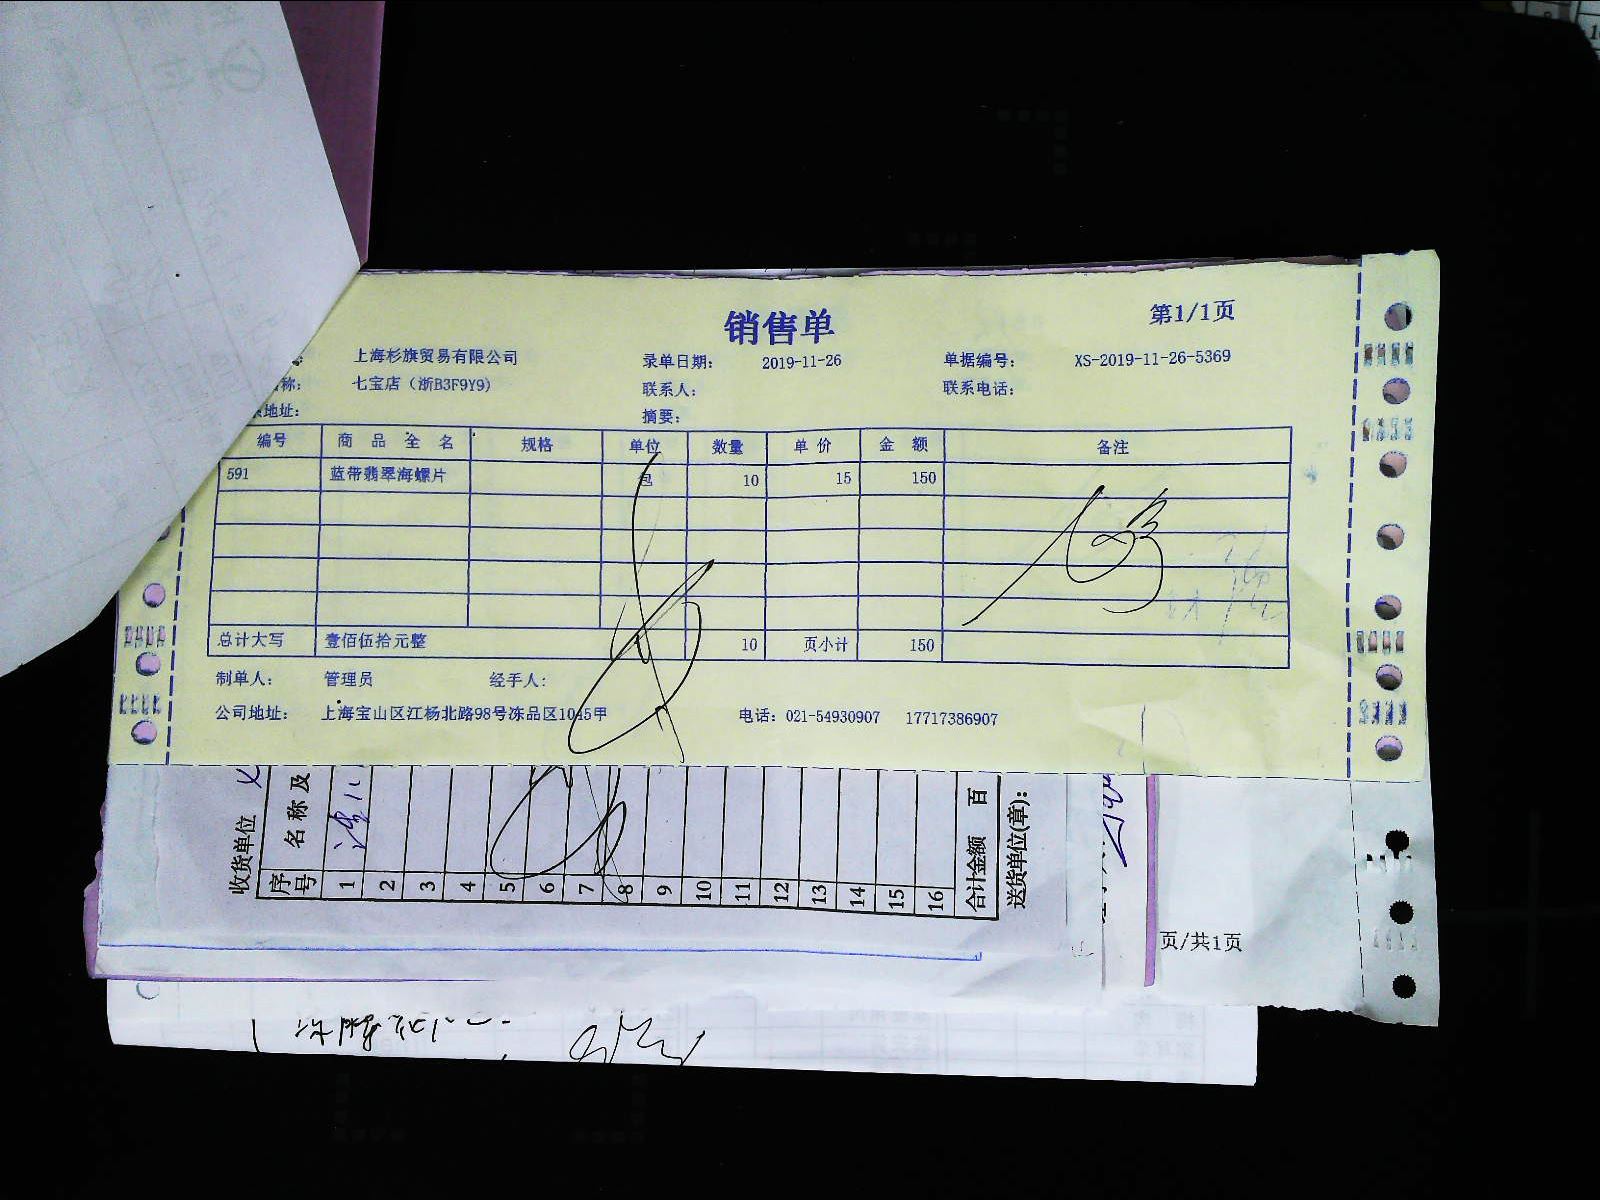 销售单
第1/1页
上海杉旗贸易有限公司 录单日期: 2019-11-26 单据编号: XS-2019-11-26-5369
称: 七宝店（浙B3F9Y9） 联系人: 联系电话:
地址: 摘要:
编号 商品全名 规格 单位 数量 单价 金额 备注
591 蓝带翡翠海螺片 包 10 15 150
总计大写 壹佰伍拾元整 10 页小计 150
制单人: 管理员 经手人:
公司地址: 上海宝山区江杨北路98号冻品区1045甲 电话: 021-54930907 17717386907
收货单位
序号 名称及
1
2
3
4
5
6
7
8
9
10
11
12
13
14
15
16
合计金额 百
送货单位(章):
页/共1页